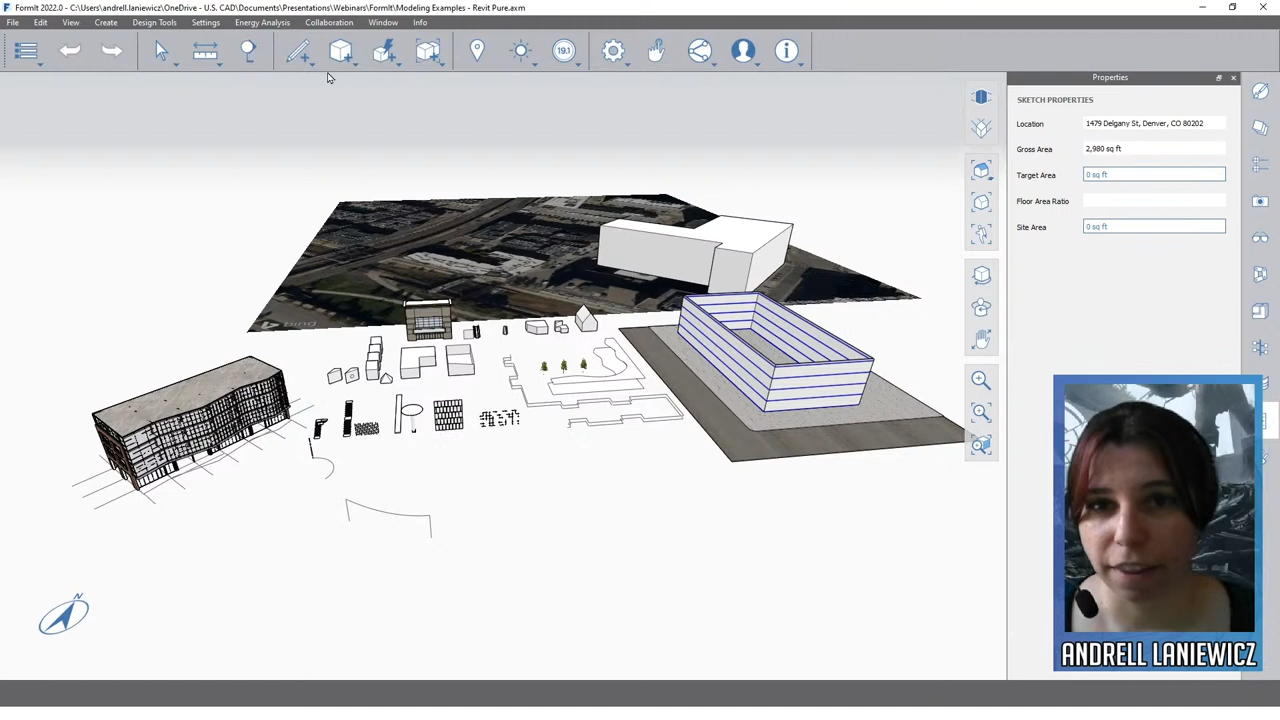 FormIt 2022.0 - C:\Users\andrell.laniewicz\OneDrive - U.S. CAD\Documents\Presentations\Webinars\FormIt\Modeling Examples - Revit Pure.axm
File Edit View Create Design Tools Settings Energy Analysis Collaboration Window Info
19.1
Properties
SKETCH PROPERTIES
Location 1479 Delgany St, Denver, CO 80202
Gross Area 2,980 sq ft
Target Area 0 sq ft
Floor Area Ratio
Site Area 0 sq ft
N
ANDRELL LANIEWICZ